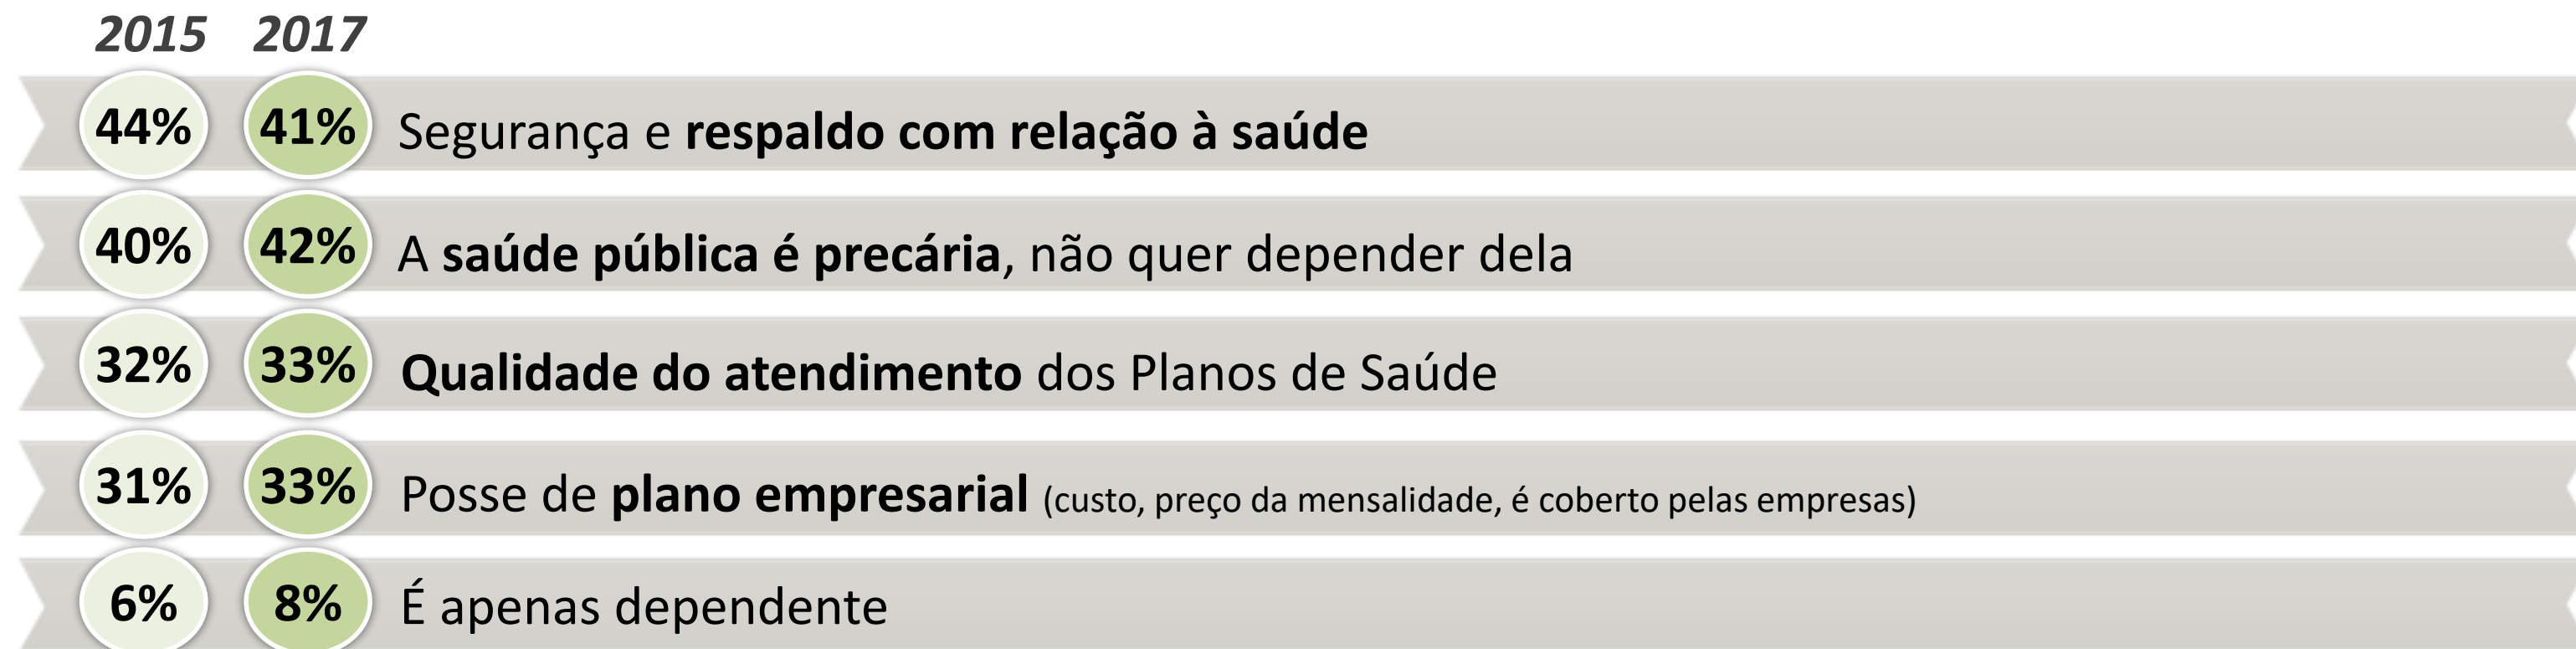 2015 2017
44% 41% Segurança e respaldo com relação à saúde
40% 42% A saúde pública é precária, não quer depender dela
32% 33% Qualidade do atendimento dos Planos de Saúde
31% 33% Posse de plano empresarial (custo, preço da mensalidade, é coberto pelas empresas)
6% 8% É apenas dependente